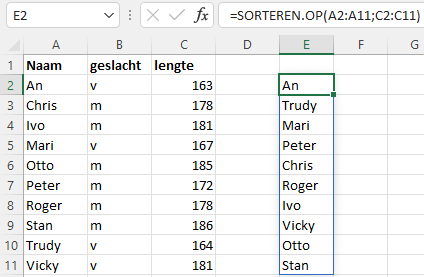 E2 fx =SORTEREN.OP(A2:A11;C2:C11)
A B C D E F G
1 Naam geslacht lengte
2 An v 163 An
3 Chris m 178 Trudy
4 Ivo m 181 Mari
5 Mari v 167 Peter
6 Otto m 185 Chris
7 Peter m 172 Roger
8 Roger m 178 Ivo
9 Stan m 186 Vicky
10 Trudy v 164 Otto
11 Vicky v 181 Stan